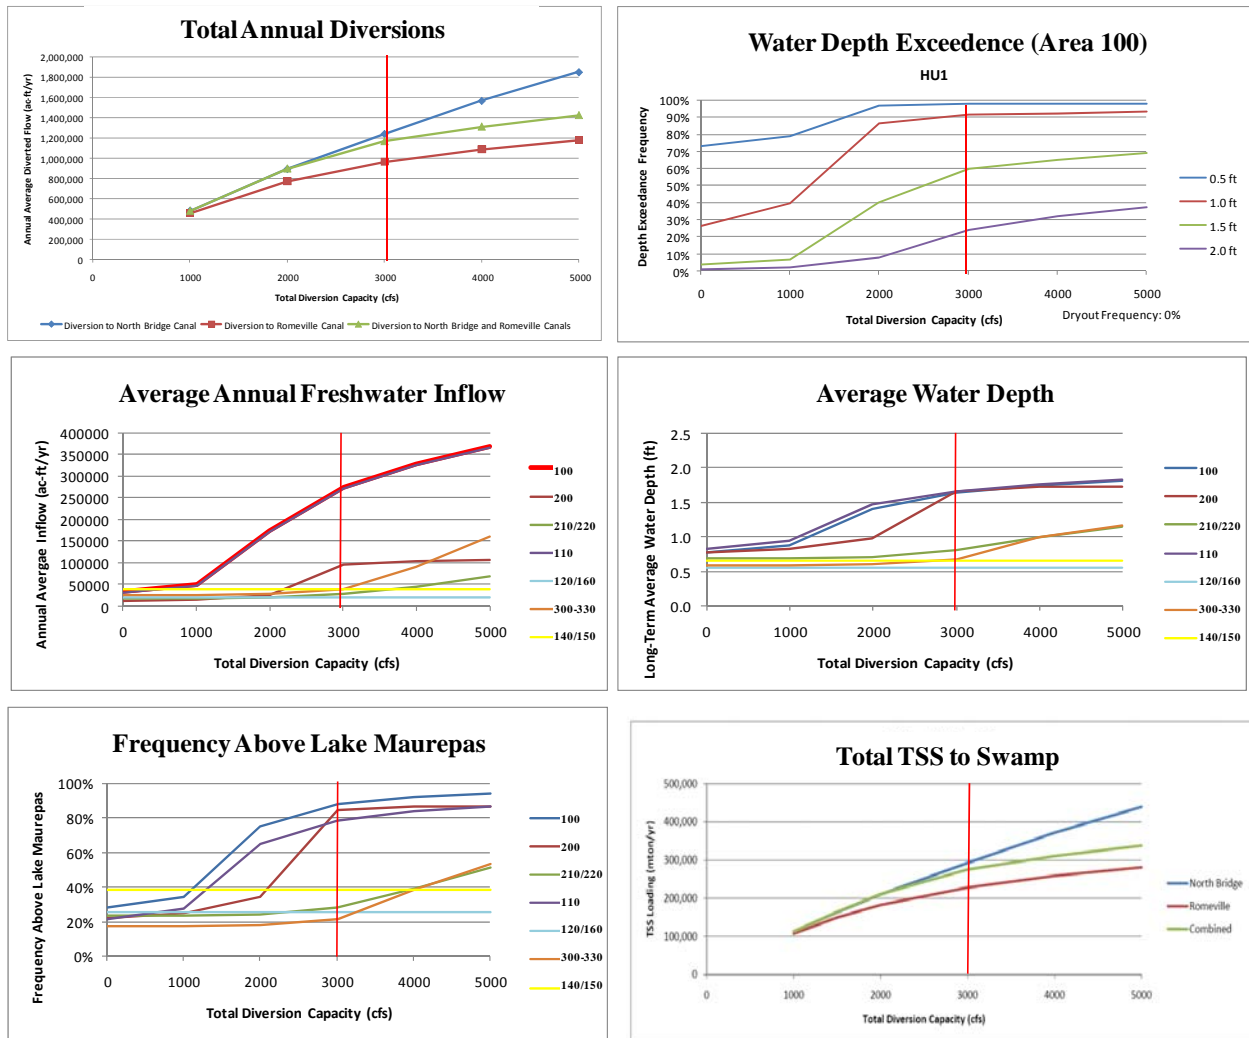 Total Annual Diversions
Annual Average Diverted Flow (ac-ft/yr)
2,000,000
1,800,000
1,600,000
1,400,000
1,200,000
1,000,000
800,000
600,000
400,000
200,000
0
0 1000 2000 3000 4000 5000
Total Diversion Capacity (cfs)
Diversion to North Bridge Canal Diversion to Romeville Canal Diversion to North Bridge and Romeville Canals
Water Depth Exceedence (Area 100)
HU1
Depth Exceedance Frequency
100%
90%
80%
70%
60%
50%
40%
30%
20%
10%
0%
0 1000 2000 3000 4000 5000
Total Diversion Capacity (cfs)
Dryout Frequency: 0%
0.5 ft
1.0 ft
1.5 ft
2.0 ft
Average Annual Freshwater Inflow
Annual Avergae Inflow (ac-ft/yr)
400000
350000
300000
250000
200000
150000
100000
50000
0
0 1000 2000 3000 4000 5000
Total Diversion Capacity (cfs)
100
200
210/220
110
120/160
300-330
140/150
Average Water Depth
Long-Term Average Water Depth (ft)
2.5
2.0
1.5
1.0
0.5
0.0
0 1000 2000 3000 4000 5000
Total Diversion Capacity (cfs)
100
200
210/220
110
120/160
300-330
140/150
Frequency Above Lake Maurepas
Frequency Above Lake Maurepas
100%
80%
60%
40%
20%
0%
0 1000 2000 3000 4000 5000
Total Diversion Capacity (cfs)
100
200
210/220
110
120/160
300-330
140/150
Total TSS to Swamp
TSS Loading (mton/yr)
500,000
400,000
300,000
200,000
100,000
0
0 1000 2000 3000 4000 5000
Total Diversion Capacity (cfs)
North Bridge
Romeville
Combined